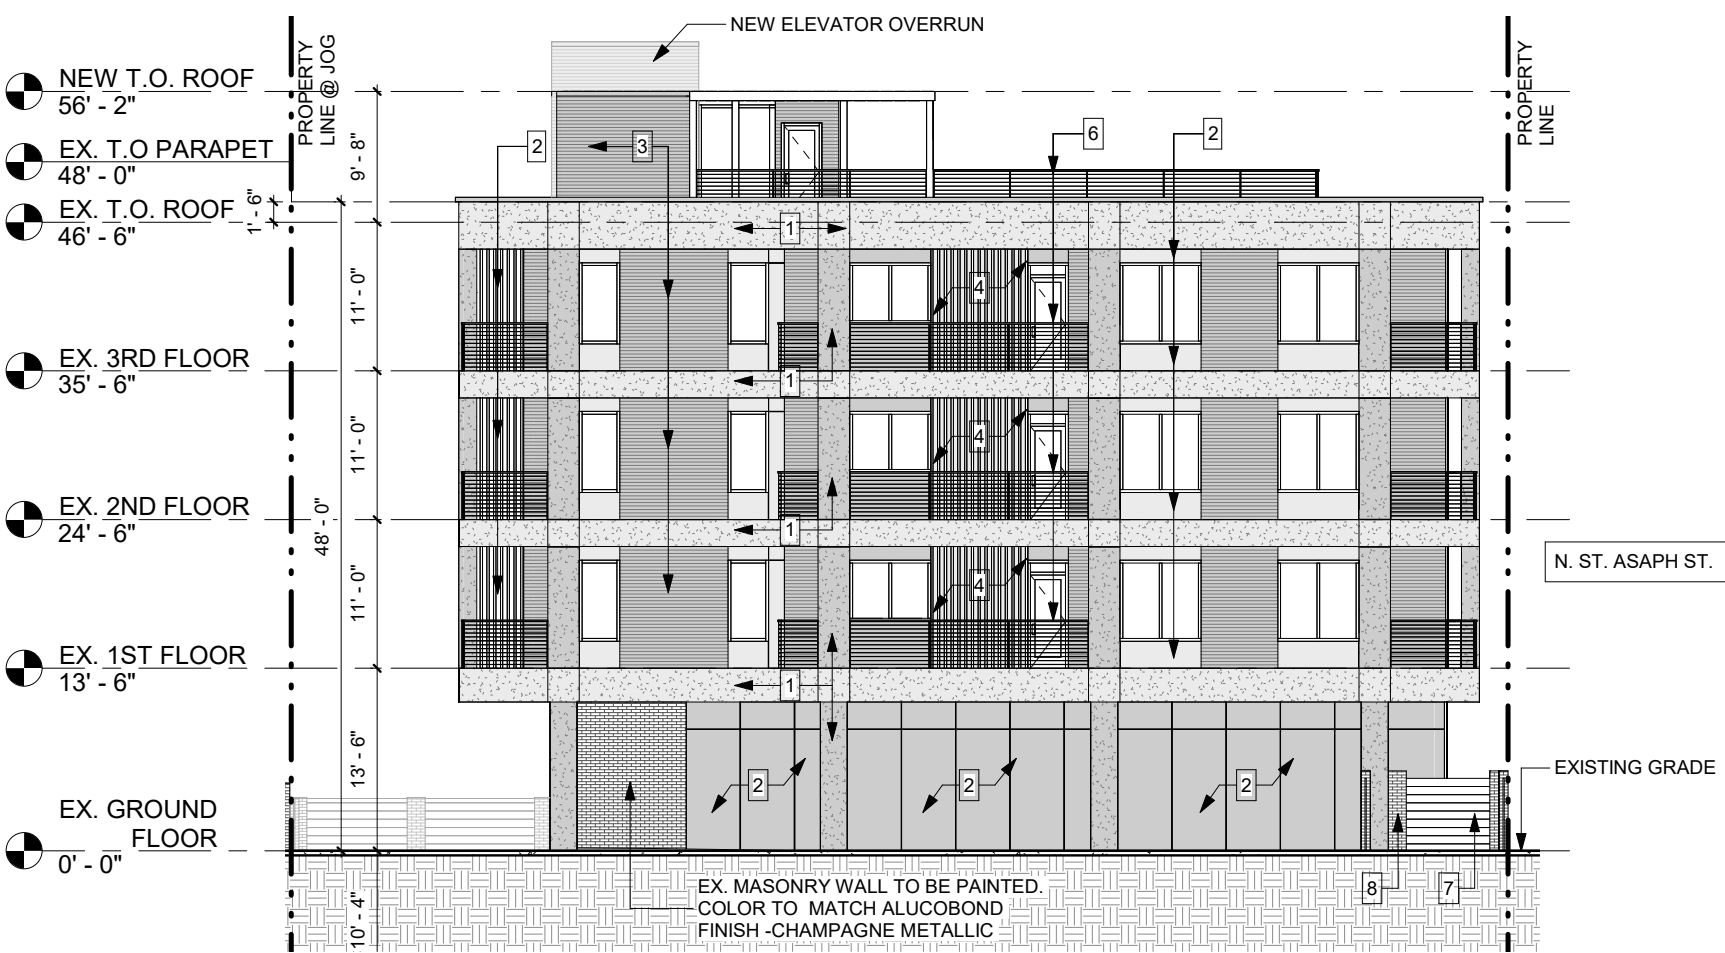 NEW ELEVATOR OVERRUN
NEW T.O. ROOF
56' - 2"
EX. T.O PARAPET
48' - 0"
EX. T.O. ROOF
46' - 6"
EX. 3RD FLOOR
35' - 6"
EX. 2ND FLOOR
24' - 6"
EX. 1ST FLOOR
13' - 6"
EX. GROUND
FLOOR
0' - 0"
PROPERTY
LINE @ JOG
PROPERTY
LINE
9' - 8"
1' - 6"
11' - 0"
11' - 0"
11' - 0"
48' - 0"
13' - 6"
10' - 4"
2
3
6
2
1
4
1
4
1
4
1
2
2
2
8
7
N. ST. ASAPH ST.
EXISTING GRADE
EX. MASONRY WALL TO BE PAINTED.
COLOR TO MATCH ALUCOBOND
FINISH -CHAMPAGNE METALLIC